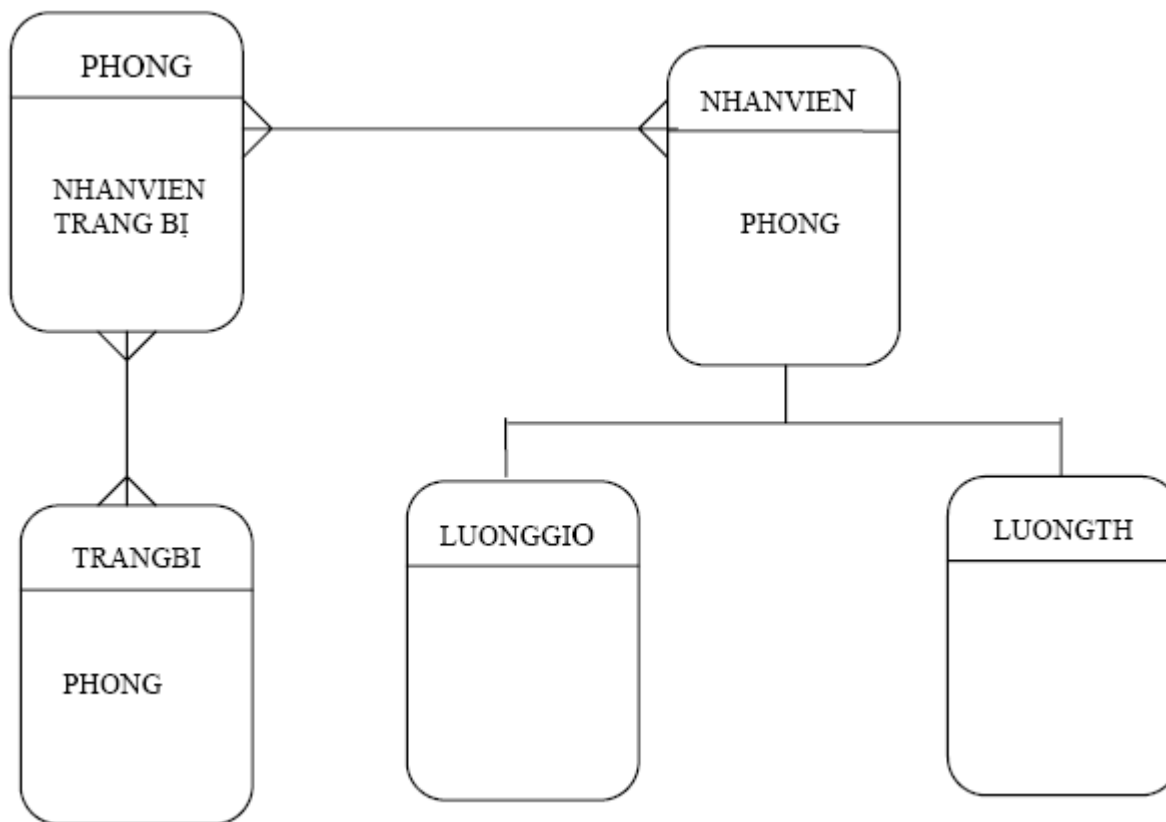 PHONG
NHANVIEN
TRANG BỊ
NHANVIEN
PHONG
TRANGBI
PHONG
LUONGGIO
LUONGTH